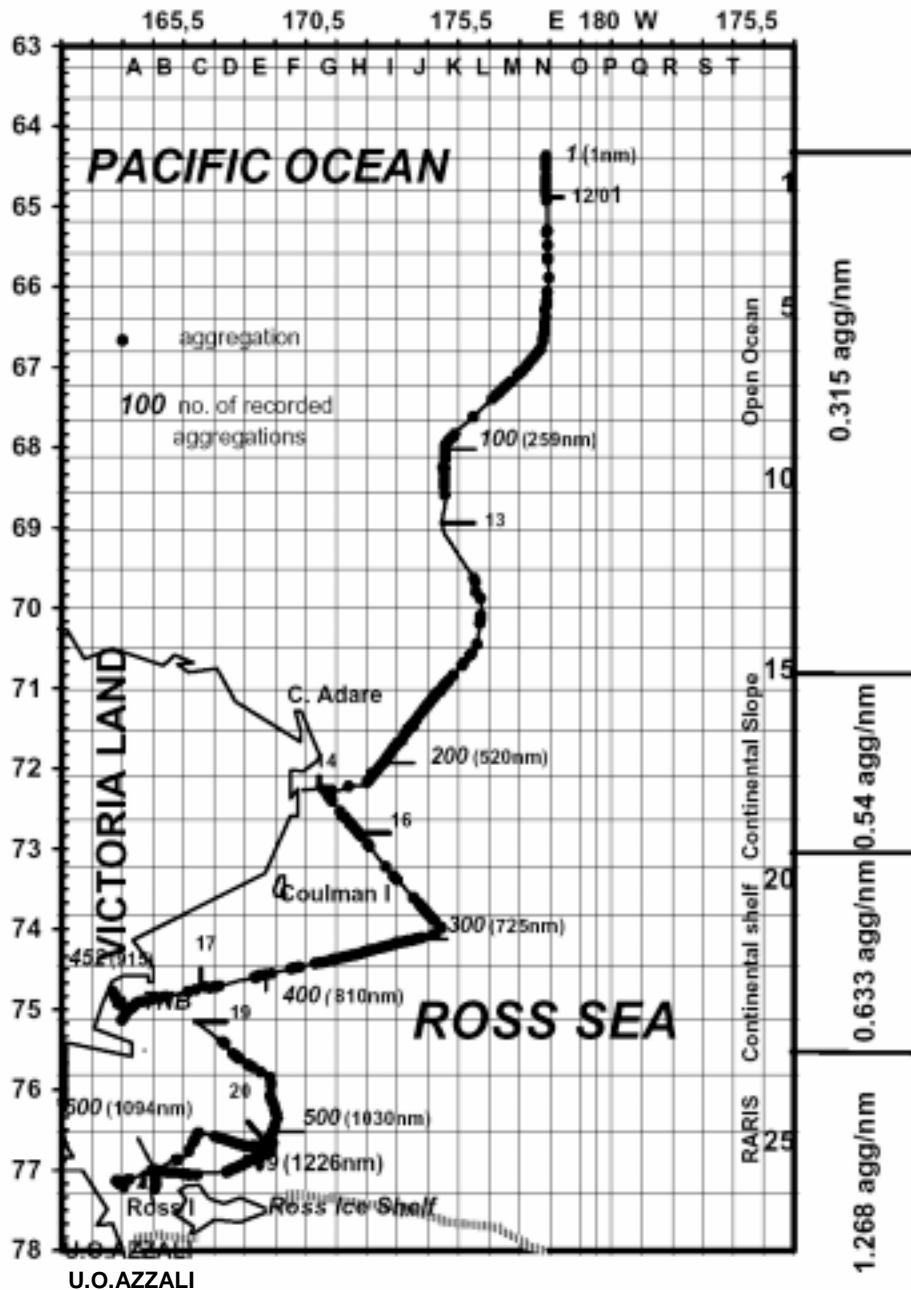 165,5 170,5 175,5 E 180 W 175,5
63
A B C D E F G H I J K L M N O P Q R S T
64
PACIFIC OCEAN
1 (1nm)
1
12/01
65
66
0.315 agg/nm
Open Ocean
5
aggregation
67
100 no. of recorded
aggregations
68
100 (259nm)
10
13
69
70
71
15
C. Adare
VICTORIA LAND
Continental Slope
0.54 agg/nm
200 (520nm)
72
14
16
73
20
Coulman I
74
300 (725nm)
Continental shelf
0.633 agg/nm
17
452 (915
400 (810nm)
75
19
ROSS SEA
76
20
600 (1094nm)
500 (1030nm)
RARIS
25
1.268 agg/nm
77
9 (1226nm)
Ross I
Ross Ice Shelf
78
U.O.AZZALI
U.O.AZZALI